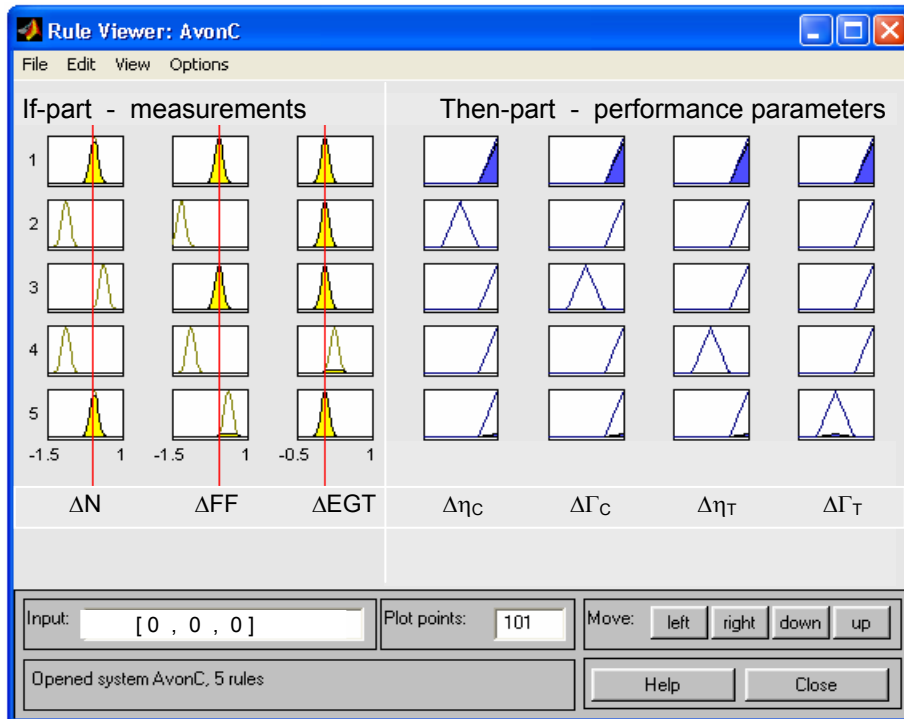 Rule Viewer: AvonC
File Edit View Options
If-part - measurements Then-part - performance parameters
1
2
3
4
5
-1.5 1 -1.5 1 -0.5 1
ΔN ΔFF ΔEGT Δη_C ΔΓ_C Δη_T ΔΓ_T
Input: [0 , 0 , 0] Plot points: 101 Move: left right down up
Opened system AvonC, 5 rules Help Close